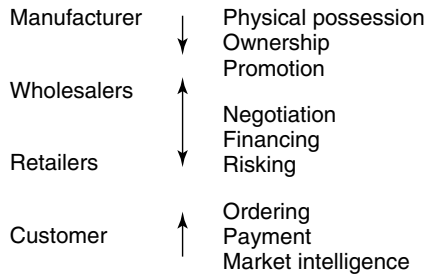 Manufacturer
Physical possession
Ownership
Promotion
Wholesalers
Negotiation
Financing
Retailers
Risking
Ordering
Customer
Payment
Market intelligence